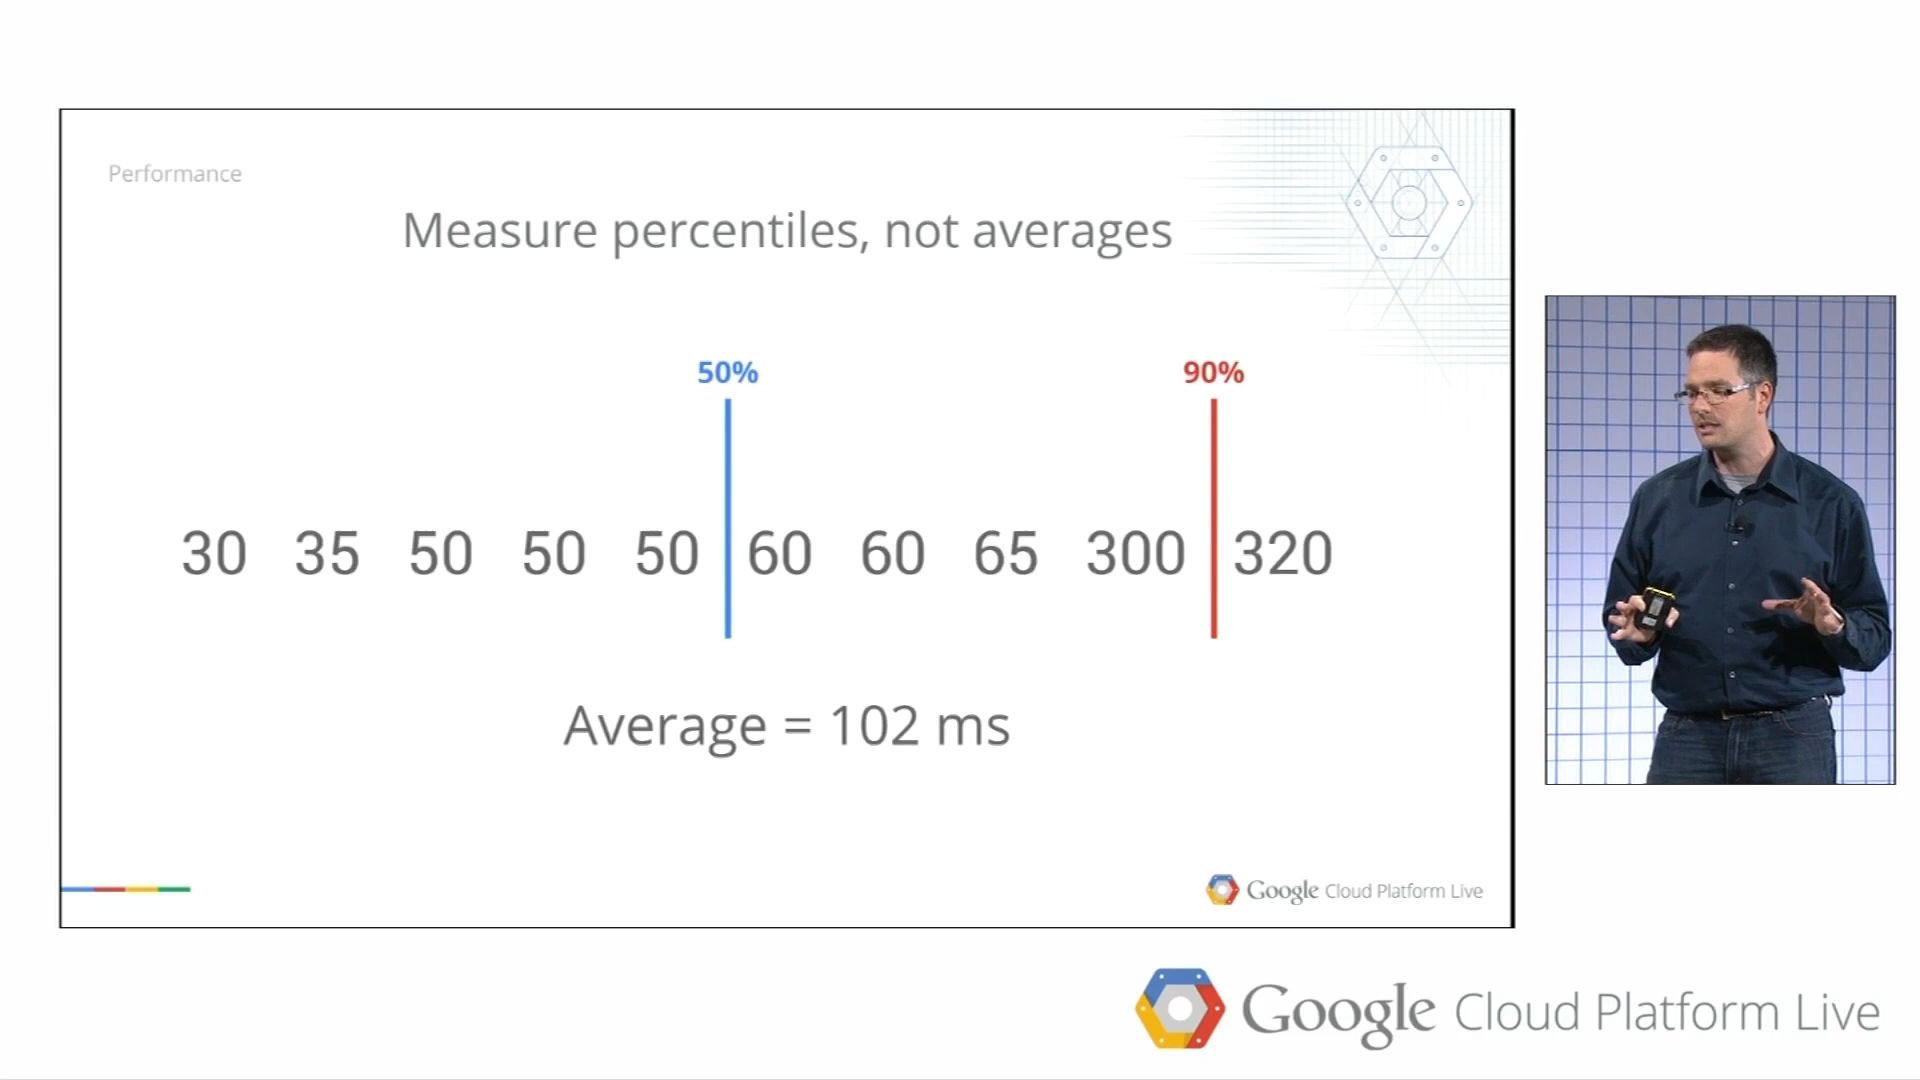 Performance
Measure percentiles, not averages
50% 90%
30 35 50 50 50 60 60 65 300 320
Average = 102 ms
Google Cloud Platform Live
Google Cloud Platform Live